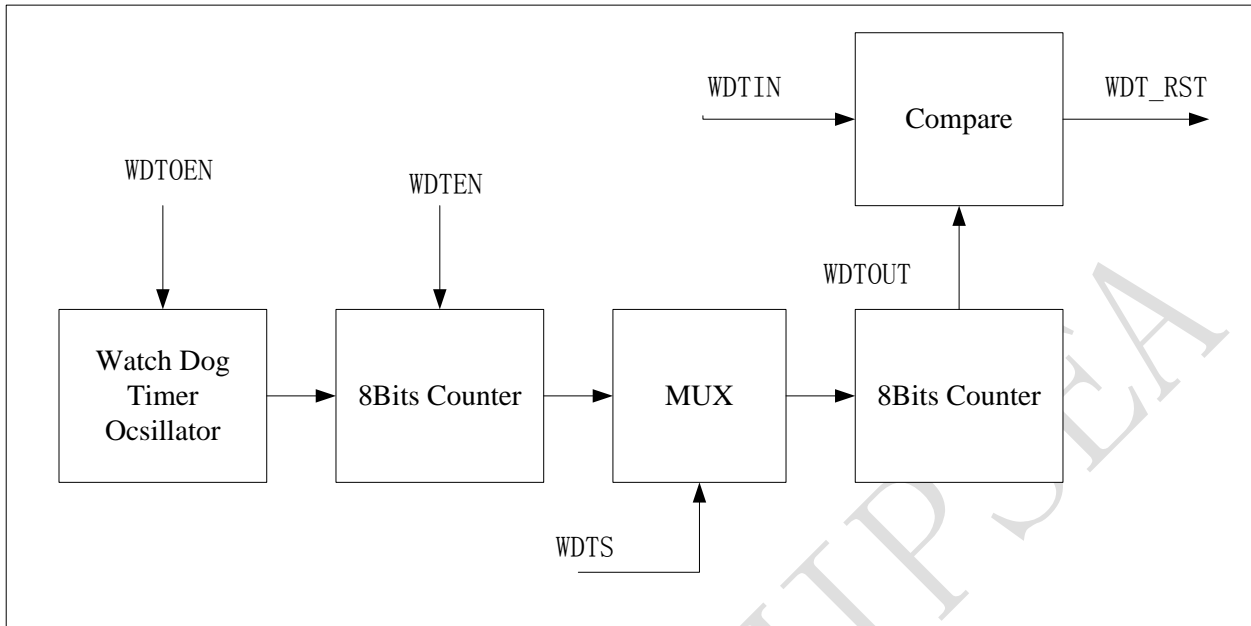 WDTIN
WDT_RST
Compare
WDTOEN
WDTEN
WDTOUT
Watch Dog
Timer
Ocsillator
8Bits Counter
MUX
8Bits Counter
WDTS